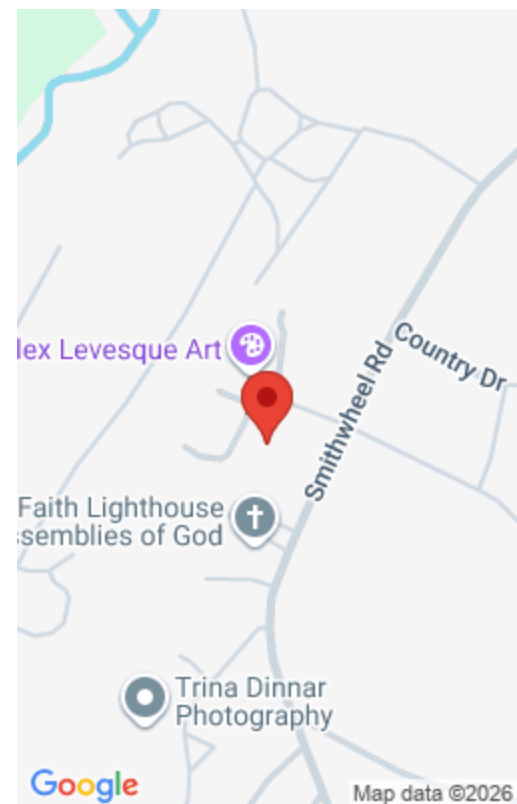 lex Levesque Art
Country Dr
Smithwheel Rd
Faith Lighthouse
ssemblies of God
Trina Dinnar
Photography
Google
Map data ©2026